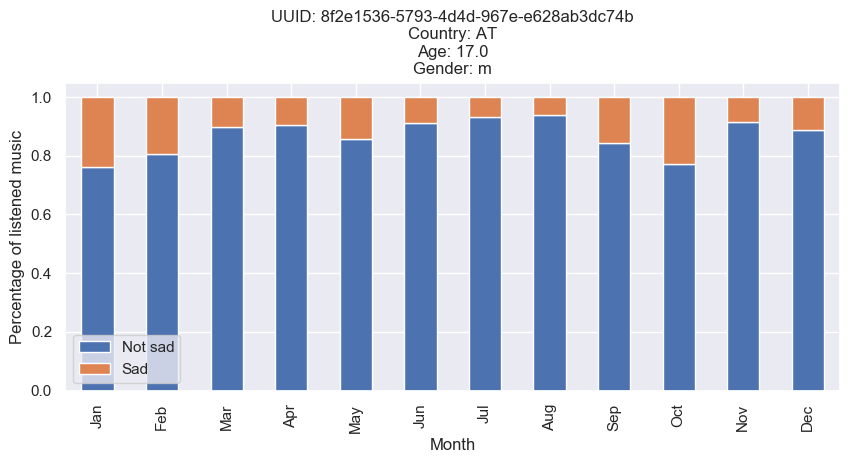 UUID: 8f2e1536-5793-4d4d-967e-e628ab3dc74b
Country: AT
Age: 17.0
Gender: m
Percentage of listened music
1.0
0.8
0.6
0.4
0.2
0.0
Not sad
Sad
Jan
Feb
Mar
Apr
May
Jun
Jul
Aug
Sep
Oct
Nov
Dec
Month